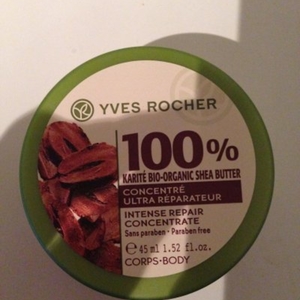 YVES ROCHER
100%
KARITÉ BIO-ORGANIC SHEA BUTTER
CONCENTRÉ
ULTRA RÉPARATEUR
INTENSE REPAIR
CONCENTRATE
Sans paraben • Paraben free
℮ 45 ml 1.52 fl.oz.
CORPS•BODY